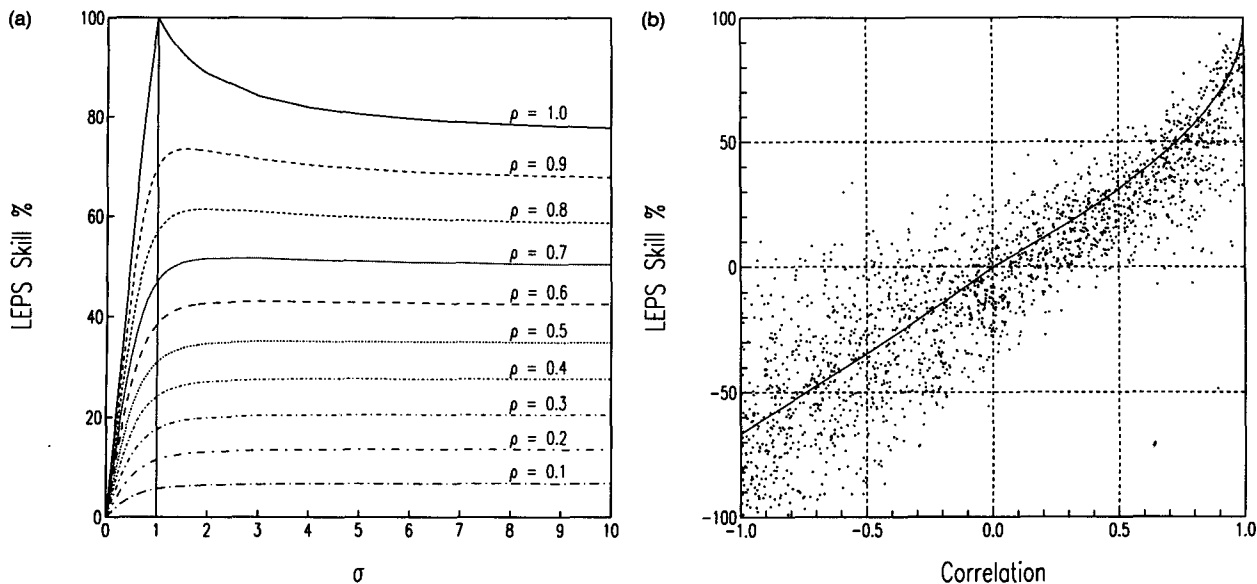 (a)
100
80
60
40
20
0
LEPS Skill %
ρ = 1.0
ρ = 0.9
ρ = 0.8
ρ = 0.7
ρ = 0.6
ρ = 0.5
ρ = 0.4
ρ = 0.3
ρ = 0.2
ρ = 0.1
0 1 2 3 4 5 6 7 8 9 10
σ
(b)
100
50
0
-50
-100
LEPS Skill %
-1.0 -0.5 0.0 0.5 1.0
Correlation